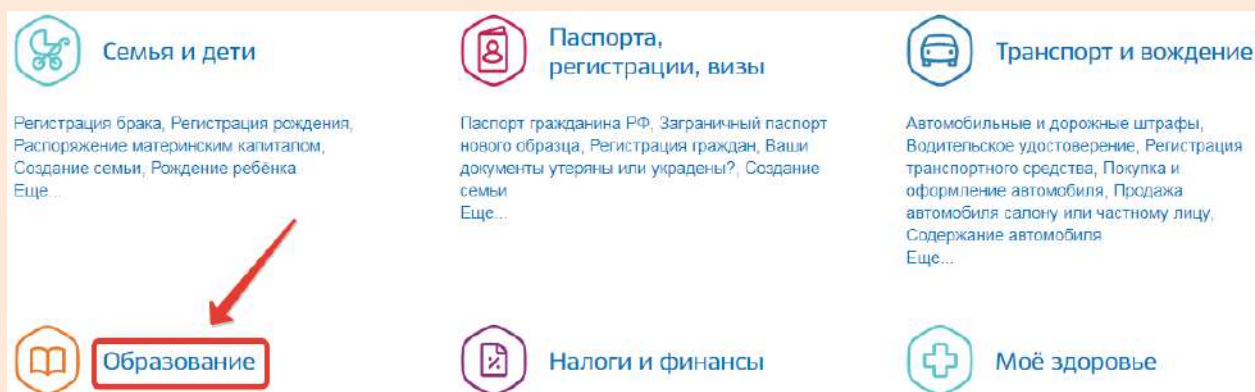 Семья и дети
Регистрация брака, Регистрация рождения,
Распоряжение материнским капиталом,
Создание семьи, Рождение ребёнка
Еще...
Паспорта,
регистрации, визы
Паспорт гражданина РФ, Заграничный паспорт
нового образца, Регистрация граждан, Ваши
документы утеряны или украдены?, Создание
семьи
Еще...
Транспорт и вождение
Автомобильные и дорожные штрафы,
Водительское удостоверение, Регистрация
транспортного средства, Покупка и
оформление автомобиля, Продажа
автомобиля салону или частному лицу,
Содержание автомобиля
Еще...
Образование
Налоги и финансы
Моё здоровье